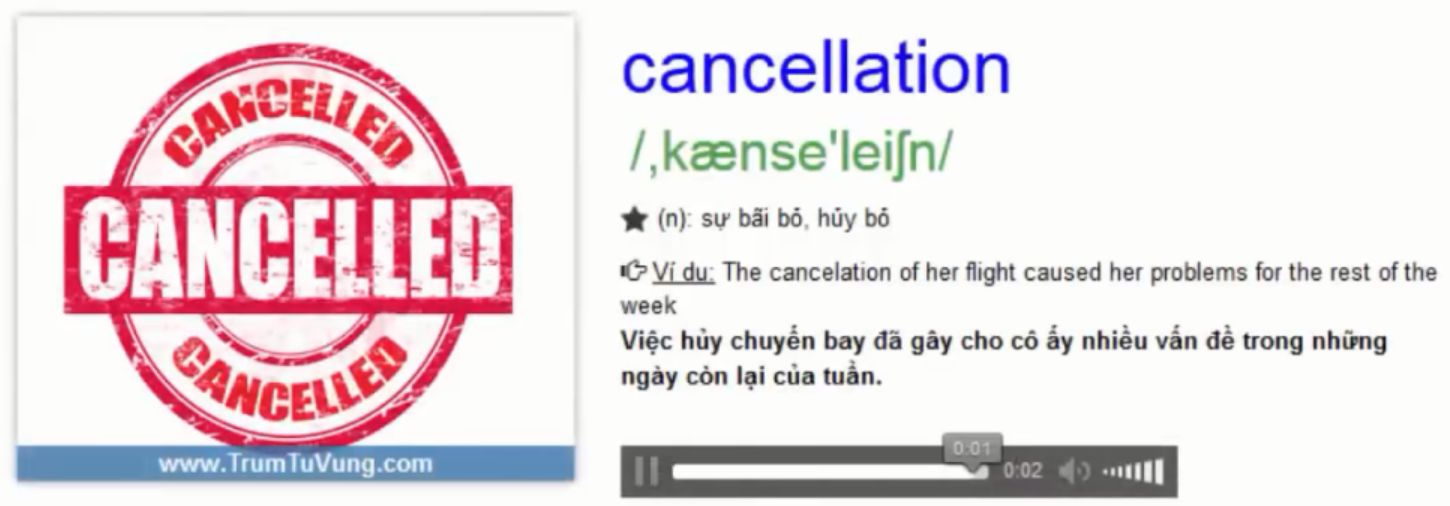 CANCELLED
CANCELLED
CANCELLED
www.TrumTuVung.com
cancellation
/,kænse'leiʃn/
(n): sự bãi bỏ, hủy bỏ
Ví du: The cancelation of her flight caused her problems for the rest of the
week
Việc hủy chuyến bay đã gây cho cô ấy nhiều vấn đề trong những
ngày còn lại của tuần.
0:01
0:02